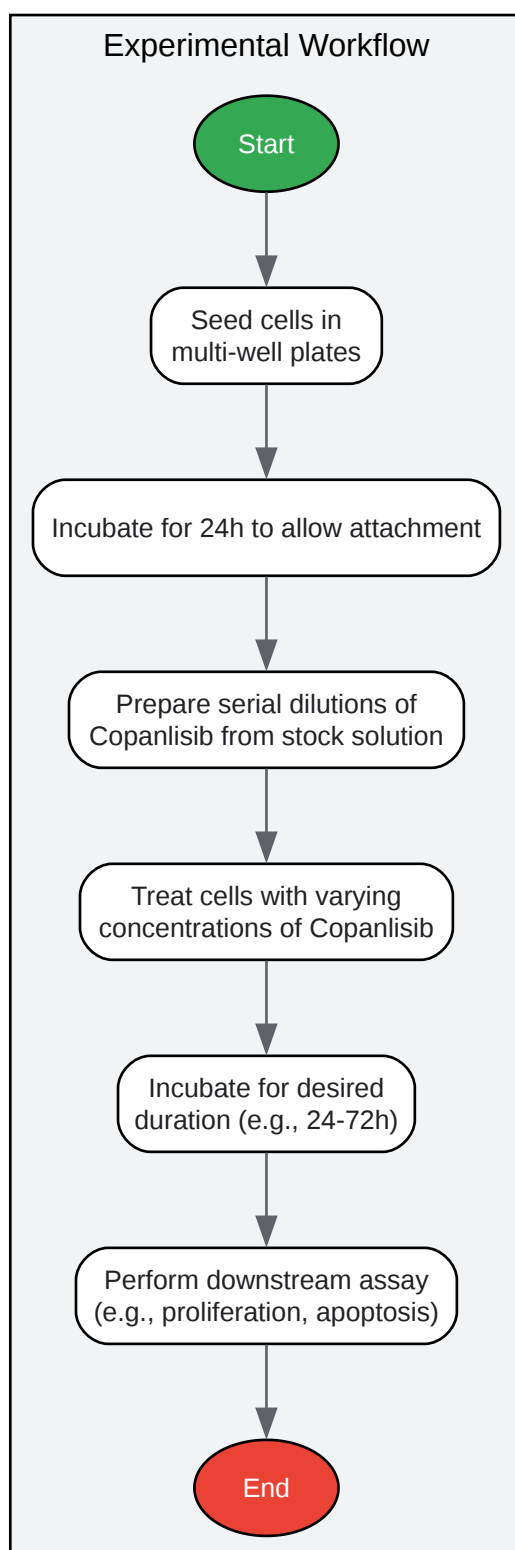 Experimental Workflow
Start
Seed cells in
multi-well plates
Incubate for 24h to allow attachment
Prepare serial dilutions of
Copanlisib from stock solution
Treat cells with varying
concentrations of Copanlisib
Incubate for desired
duration (e.g., 24-72h)
Perform downstream assay
(e.g., proliferation, apoptosis)
End